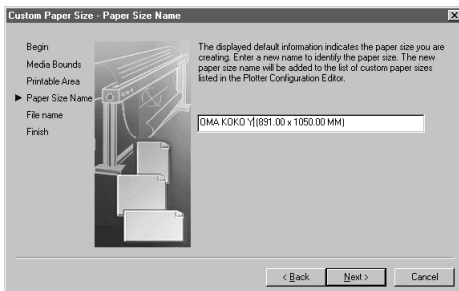 Custom Paper Size - Paper Size Name
Begin
Media Bounds
Printable Area
Paper Size Name
File name
Finish
The displayed default information indicates the paper size you are
creating. Enter a new name to identify the paper size. The new
paper size name will be added to the list of custom paper sizes
listed in the Plotter Configuration Editor.
OMA KOKO Y(891.00 x 1050.00 MM)
< Back
Next >
Cancel